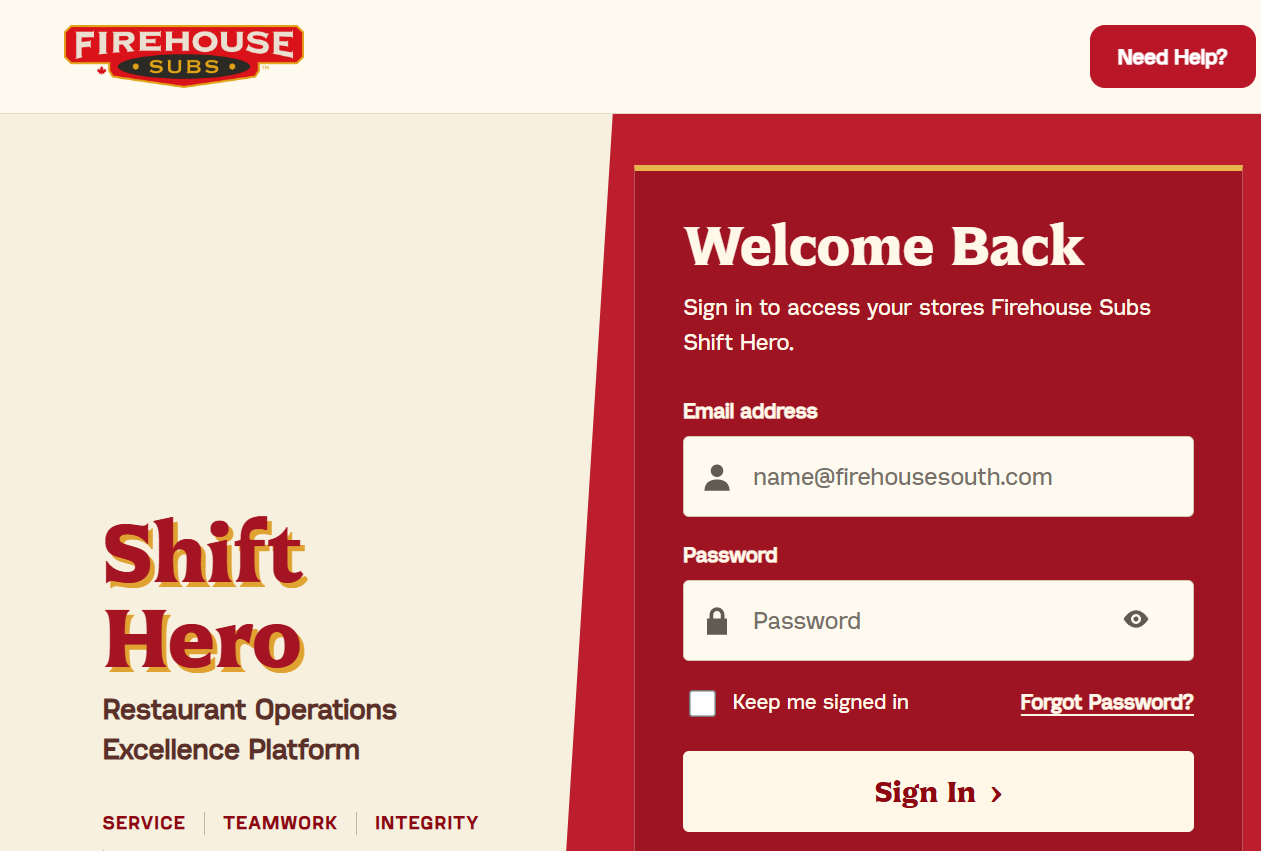 FIREHOUSE
SUBS
™
Need Help?
Shift
Hero
Restaurant Operations
Excellence Platform
SERVICE
TEAMWORK
INTEGRITY
Welcome Back
Sign in to access your stores Firehouse Subs
Shift Hero.
Email address
name@firehousesouth.com
Password
Password
Keep me signed in
Forgot Password?
Sign In ›